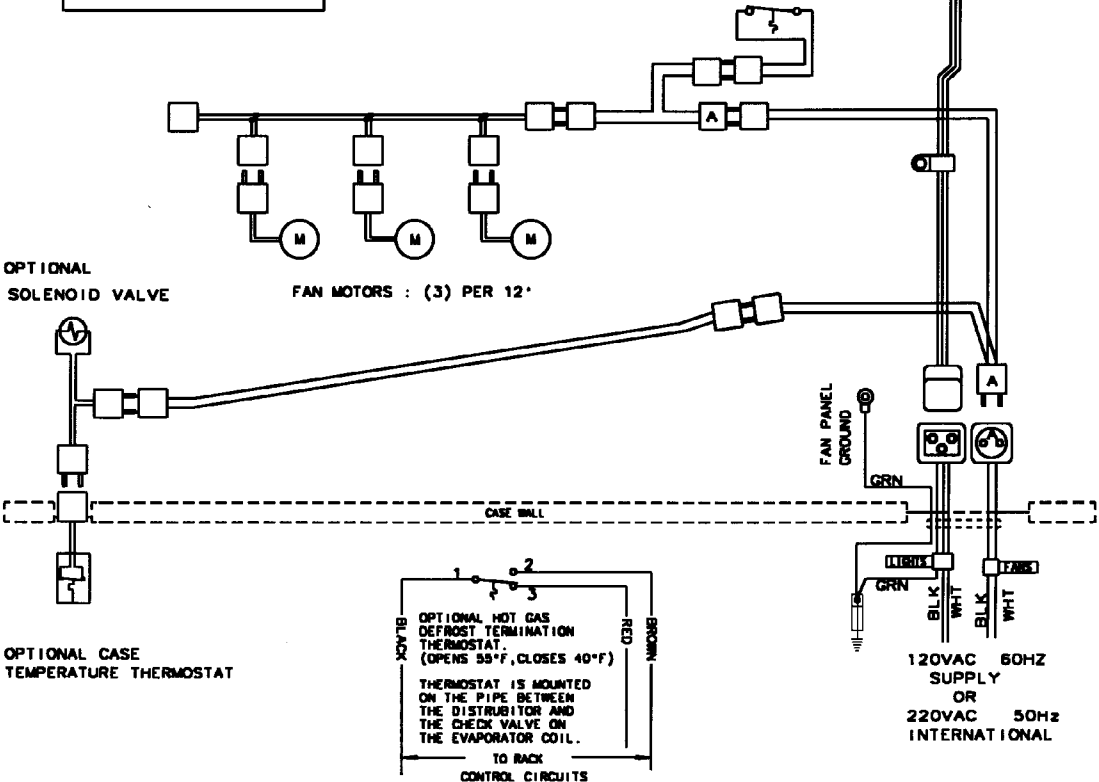 A
M M M
OPTIONAL
SOLENOID VALVE
FAN MOTORS : (3) PER 12'
A
FAN PANEL
GROUND
A
GRN
CASE WALL
LIGHTS
FANS
GRN
BLK
WHT
BLK
WHT
1
2
3
BLACK
RED
BROWN
OPTIONAL HOT GAS
DEFROST TERMINATION
THERMOSTAT.
(OPENS 55°F,CLOSES 40°F)
THERMOSTAT IS MOUNTED
ON THE PIPE BETWEEN
THE DISTRUBITOR AND
THE CHECK VALVE ON
THE EVAPORATOR COIL.
TO RACK
CONTROL CIRCUITS
OPTIONAL CASE
TEMPERATURE THERMOSTAT
120VAC 60HZ
SUPPLY
OR
220VAC 50Hz
INTERNATIONAL